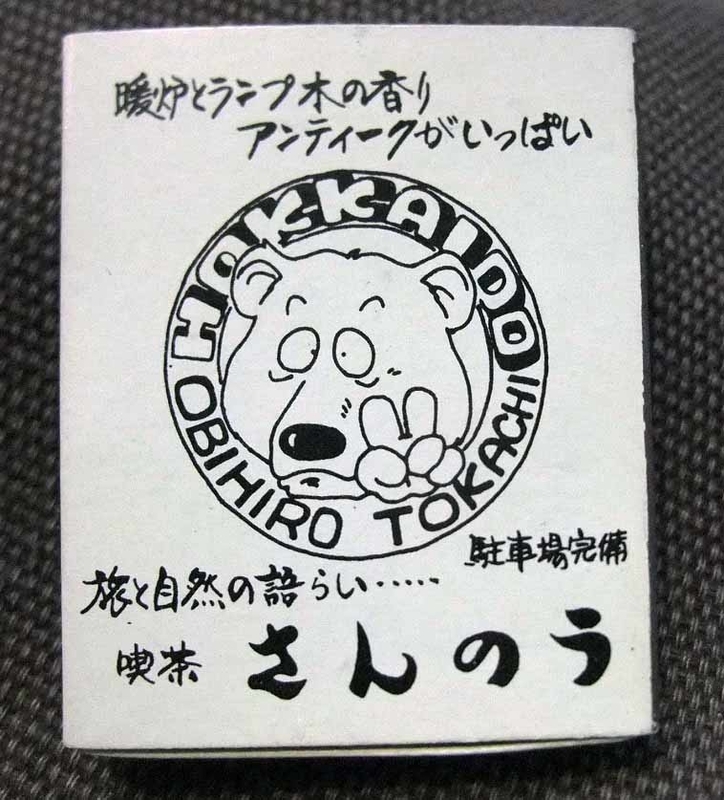 暖炉とランプ木の香り
アンティークがいっぱい
HOKKAIDO
OBIHIRO TOKACHI
駐車場完備
旅と自然の語らい‥‥‥
喫茶 さんのう